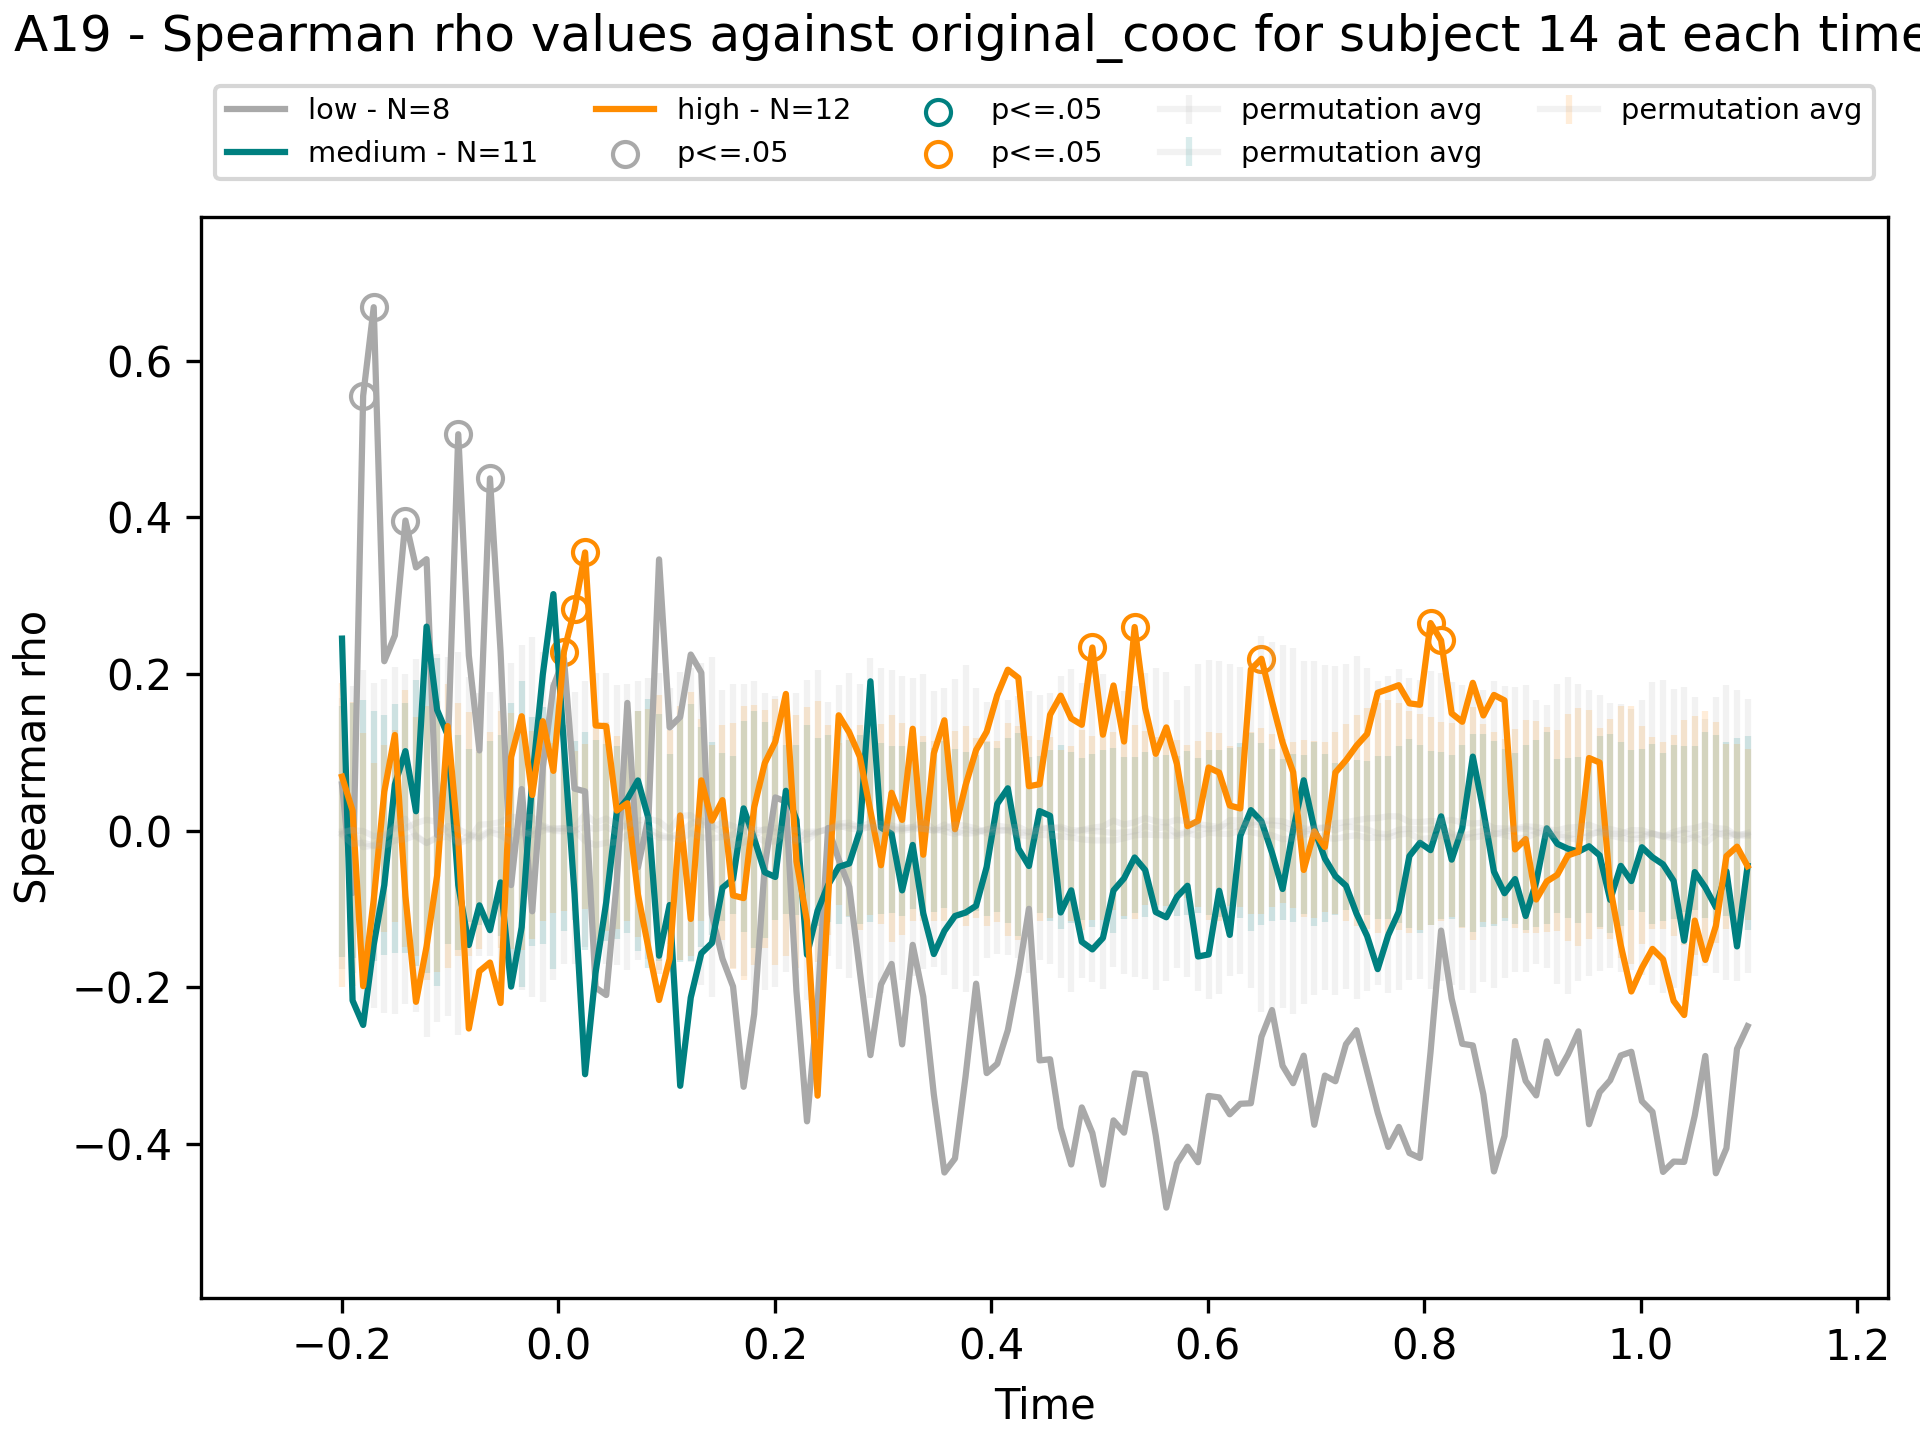 A19 - Spearman rho values against original_cooc for subject 14 at each time
low - N=8
medium - N=11
high - N=12
p<=.05
p<=.05
p<=.05
permutation avg
permutation avg
permutation avg
Spearman rho
0.6
0.4
0.2
0.0
−0.2
−0.4
−0.2 0.0 0.2 0.4 0.6 0.8 1.0 1.2
Time